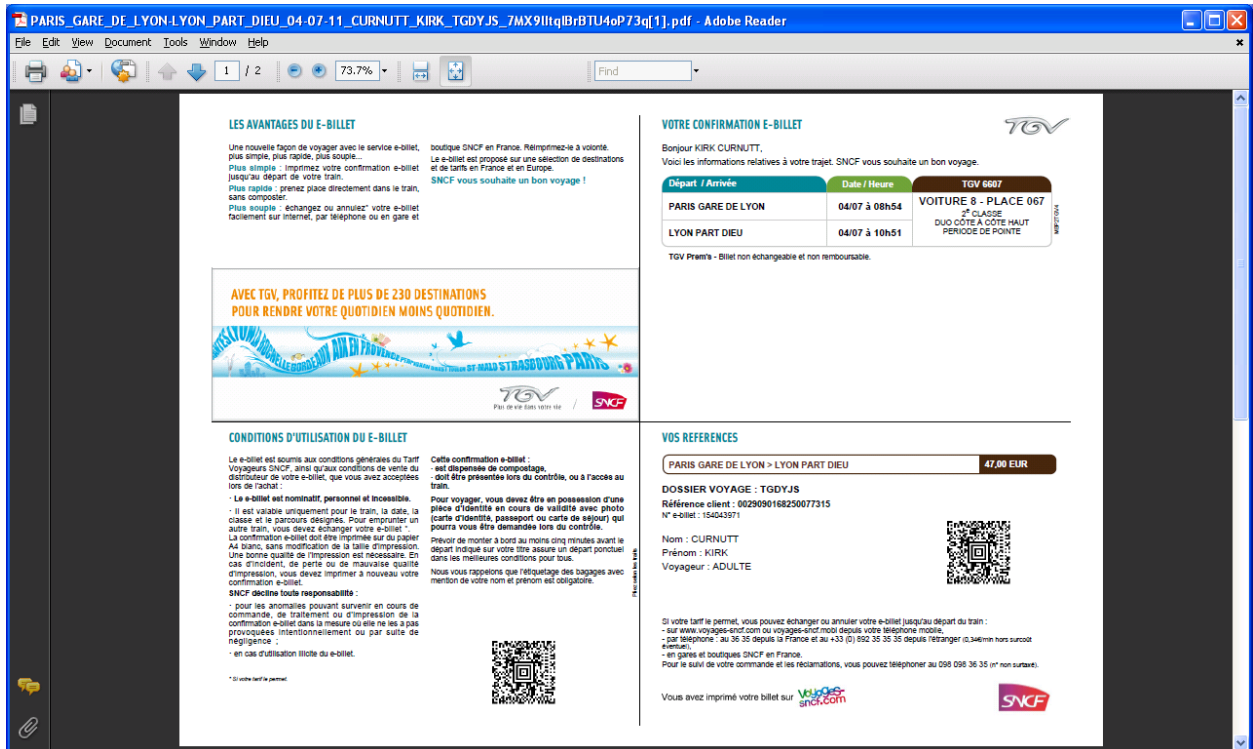 PARIS_GARE_DE_LYON-LYON_PART_DIEU_04-07-11_CURNUTT_KIRK_TGDYJS_7MX9IItqIBrBTU4oP73q[1].pdf - Adobe Reader
File Edit View Document Tools Window Help
1 / 2 73.7% Find
LES AVANTAGES DU E-BILLET
Une nouvelle façon de voyager avec le service e-billet,
plus simple, plus rapide, plus souple...
Plus simple : imprimez votre confirmation e-billet
jusqu'au départ de votre train.
Plus rapide : prenez place directement dans le train,
sans composter.
Plus souple : échangez ou annulez* votre e-billet
facilement sur internet, par téléphone ou en gare et
boutique SNCF en France. Réimprimez-le à volonté.
Le e-billet est proposé sur une sélection de destinations
et de tarifs en France et en Europe.
SNCF vous souhaite un bon voyage !
VOTRE CONFIRMATION E-BILLET
TGV
Bonjour KIRK CURNUTT,
Voici les informations relatives à votre trajet. SNCF vous souhaite un bon voyage.
Départ / Arrivée Date / Heure TGV 6607
PARIS GARE DE LYON 04/07 à 08h54
LYON PART DIEU 04/07 à 10h51
VOITURE 8 - PLACE 067
2E CLASSE
DUO CÔTE À CÔTE HAUT
PERIODE DE POINTE
TGV Prem's - Billet non échangeable et non remboursable.
AVEC TGV, PROFITEZ DE PLUS DE 230 DESTINATIONS
POUR RENDRE VOTRE QUOTIDIEN MOINS QUOTIDIEN.
BORDEAUX AIX EN PROVENCE ST-MALO STRASBOURG PARIS
TGV
Plus de vie dans votre vie / SNCF
CONDITIONS D'UTILISATION DU E-BILLET
Le e-billet est soumis aux conditions générales du Tarif
Voyageurs SNCF, ainsi qu'aux conditions de vente du
distributeur de votre e-billet, que vous avez acceptées
lors de l'achat :
· Le e-billet est nominatif, personnel et incessible.
· Il est valable uniquement pour le train, la date, la
classe et le parcours désignés. Pour emprunter un
autre train, vous devez échanger votre e-billet *.
La confirmation e-billet doit être imprimée sur du papier
A4 blanc, sans modification de la taille d'impression.
Une bonne qualité de l'impression est nécessaire. En
cas d'incident, de perte ou de mauvaise qualité
d'impression, vous devez imprimer à nouveau votre
confirmation e-billet.
SNCF décline toute responsabilité :
· pour les anomalies pouvant survenir en cours de
commande, de traitement ou d'impression de la
confirmation e-billet dans la mesure où elle ne les a pas
provoquées intentionnellement ou par suite de
négligence ;
· en cas d'utilisation illicite du e-billet.
* Si votre tarif le permet.
Cette confirmation e-billet :
- est dispensée de compostage,
- doit être présentée lors du contrôle, ou à l'accès au
train.
Pour voyager, vous devez être en possession d'une
pièce d'identité en cours de validité avec photo
(carte d'identité, passeport ou carte de séjour) qui
pourra vous être demandée lors du contrôle.
Prévoir de monter à bord au moins cinq minutes avant le
départ indiqué sur votre titre assure un départ ponctuel
dans les meilleures conditions pour tous.
Nous vous rappelons que l'étiquetage des bagages avec
mention de votre nom et prénom est obligatoire.
VOS REFERENCES
PARIS GARE DE LYON > LYON PART DIEU 47,00 EUR
DOSSIER VOYAGE : TGDYJS
Référence client : 0029090168250077315
N° e-billet : 154043971
Nom : CURNUTT
Prénom : KIRK
Voyageur : ADULTE
Si votre tarif le permet, vous pouvez échanger ou annuler votre e-billet jusqu'au départ du train :
- sur www.voyages-sncf.com ou voyages-sncf.mobi depuis votre téléphone mobile,
- par téléphone : au 36 35 depuis la France et au +33 (0) 892 35 35 35 depuis l'étranger (0,34€/min hors surcoût
éventuel),
- en gares et boutiques SNCF en France.
Pour le suivi de votre commande et les réclamations, vous pouvez téléphoner au 098 098 36 35 (n° non surtaxé).
Vous avez imprimé votre billet sur Voyages-
sncf.com
SNCF